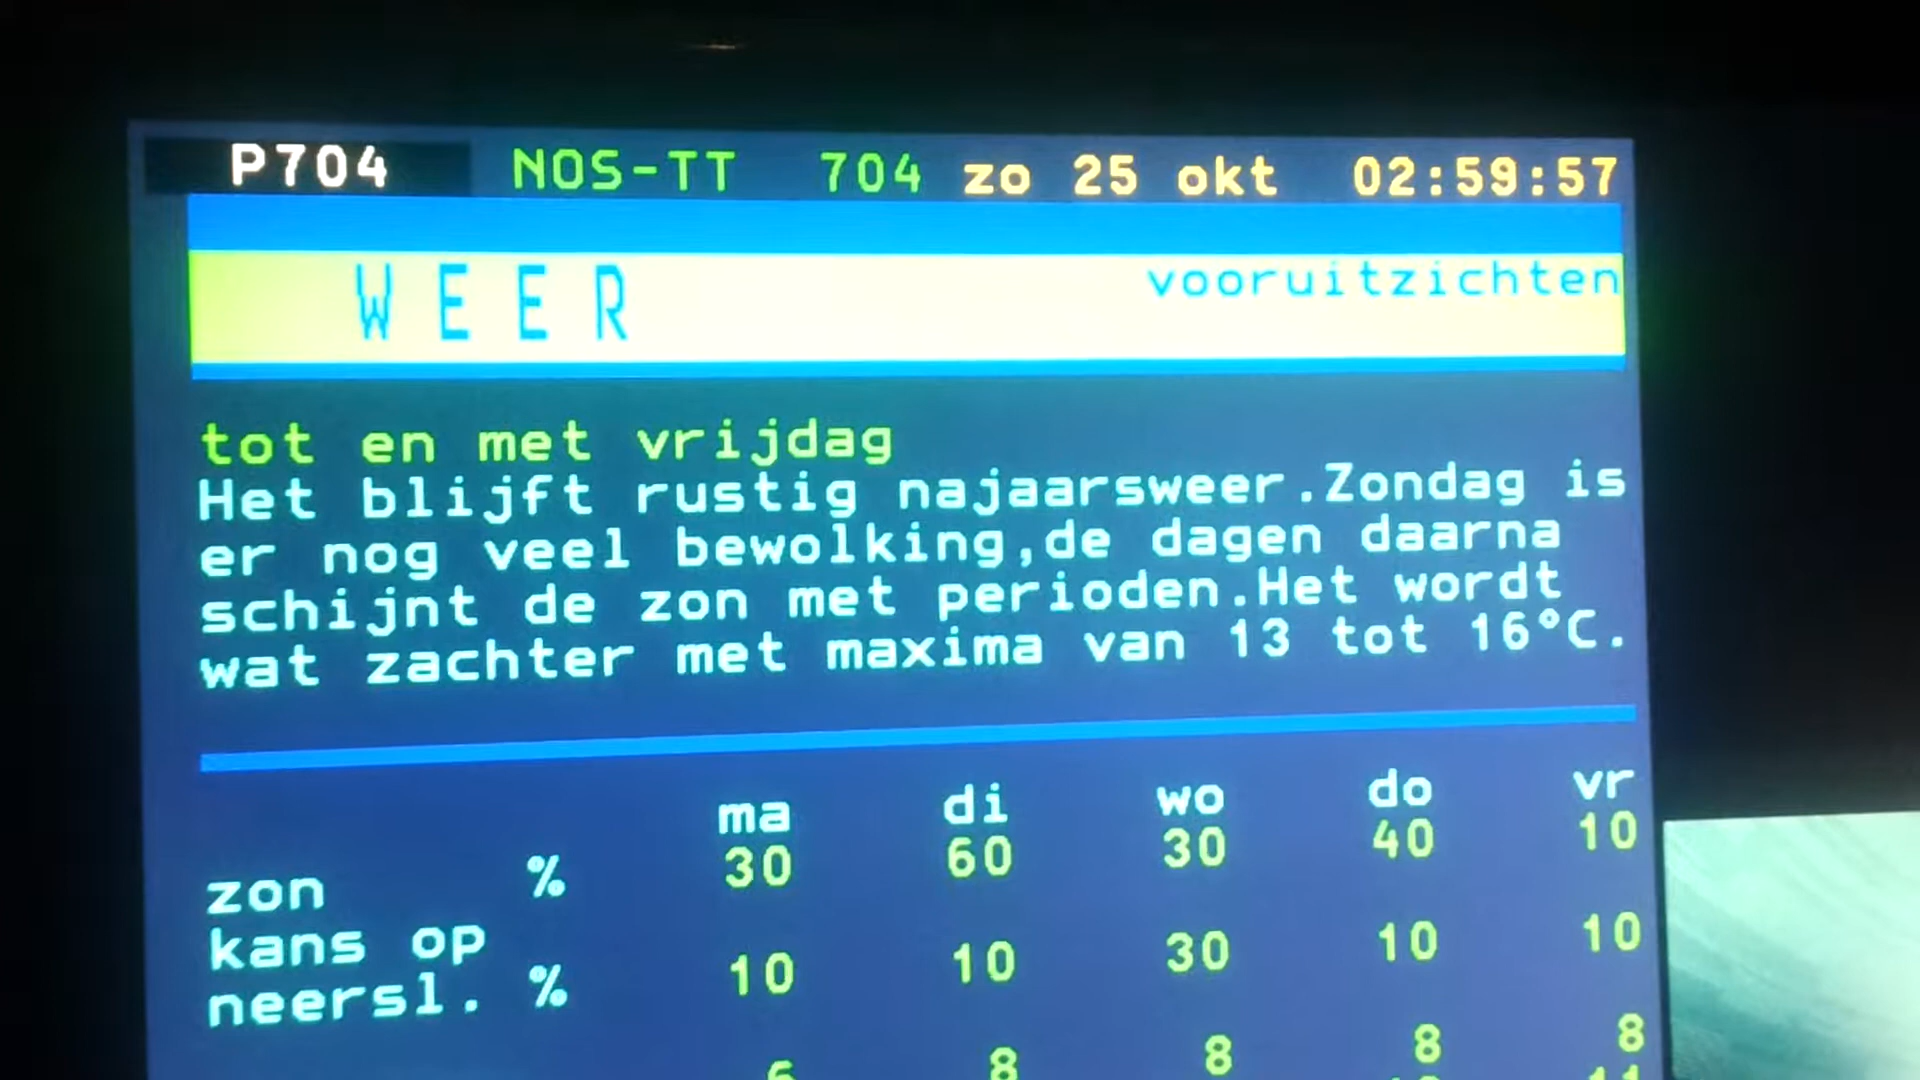 P704 NOS-TT 704 zo 25 okt 02:59:57
WEER vooruitzichten
tot en met vrijdag
Het blijft rustig najaarsweer.Zondag is
er nog veel bewolking,de dagen daarna
schijnt de zon met perioden.Het wordt
wat zachter met maxima van 13 tot 16°C.
ma di wo do vr
zon % 30 60 30 40 10
kans op
neersl. % 10 10 30 10 10
6 8 8 8 8